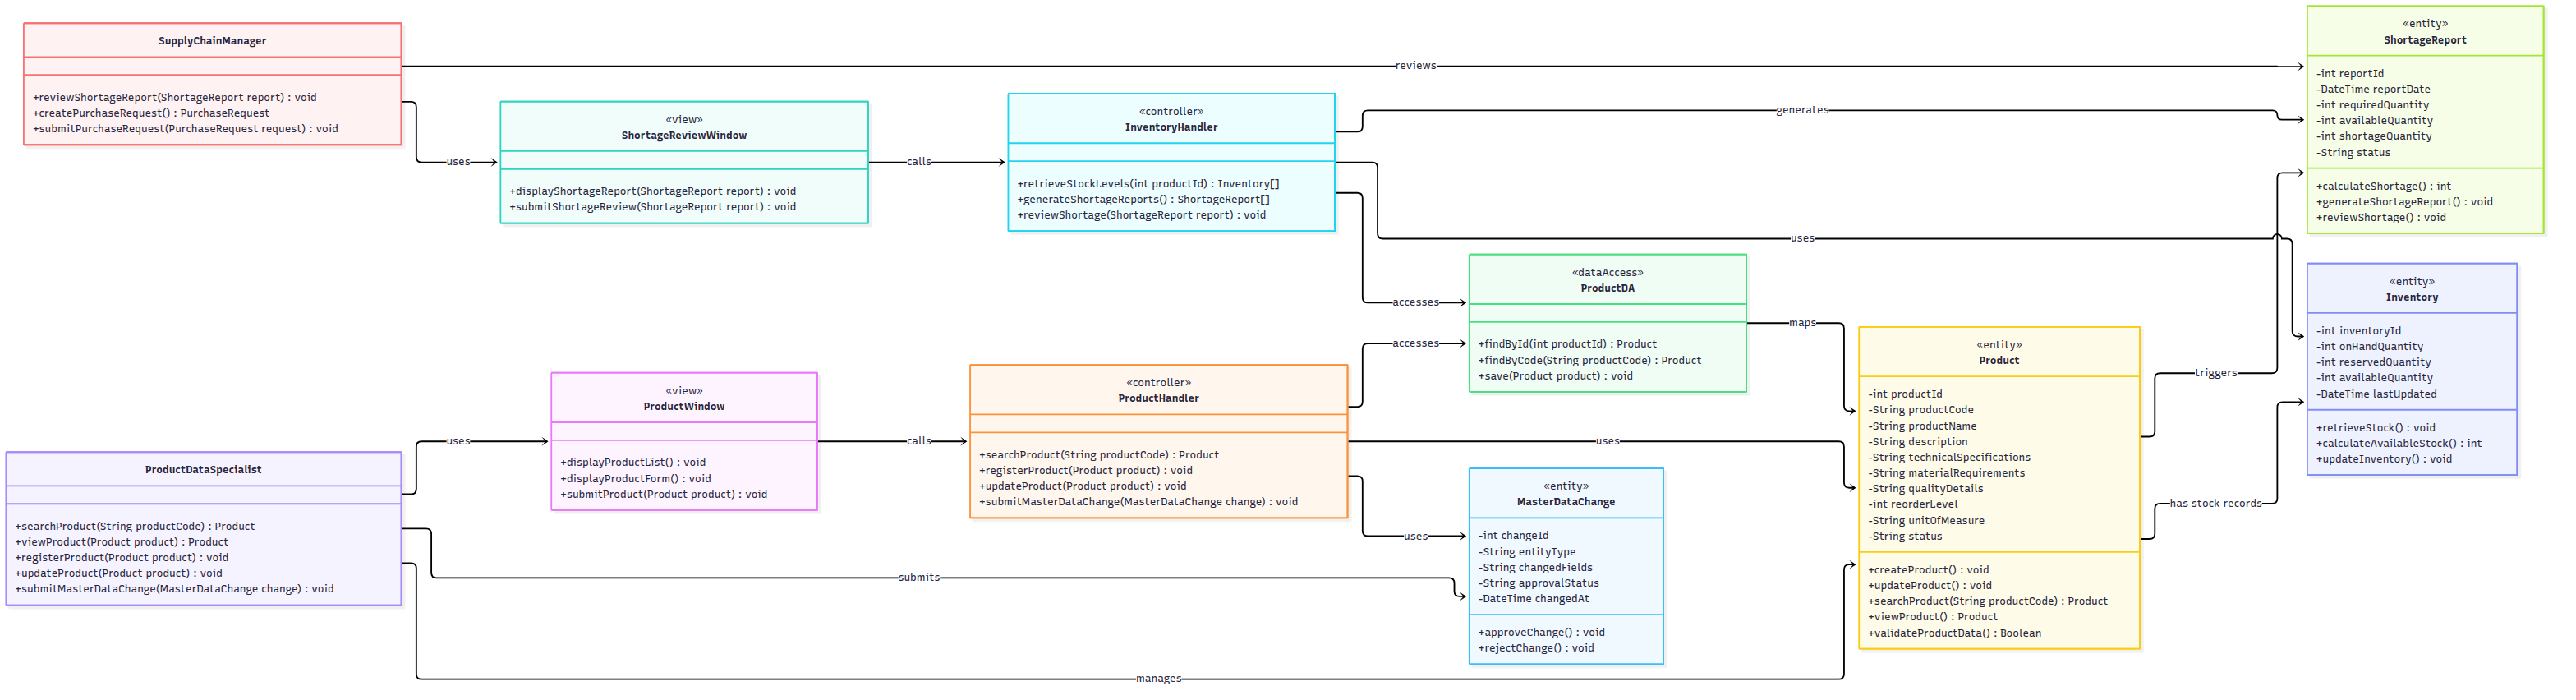 SupplyChainManager
+reviewShortageReport(ShortageReport report) : void
+createPurchaseRequest() : PurchaseRequest
+submitPurchaseRequest(PurchaseRequest request) : void
reviews
uses
«view»
ShortageReviewWindow
+displayShortageReport(ShortageReport report) : void
+submitShortageReview(ShortageReport report) : void
calls
«controller»
InventoryHandler
+retrieveStockLevels(int productId) : Inventory[]
+generateShortageReports() : ShortageReport[]
+reviewShortage(ShortageReport report) : void
generates
uses
accesses
«entity»
ShortageReport
-int reportId
-DateTime reportDate
-int requiredQuantity
-int availableQuantity
-int shortageQuantity
-String status
+calculateShortage() : int
+generateShortageReport() : void
+reviewShortage() : void
«dataAccess»
ProductDA
+findById(int productId) : Product
+findByCode(String productCode) : Product
+save(Product product) : void
maps
«entity»
Inventory
-int inventoryId
-int onHandQuantity
-int reservedQuantity
-int availableQuantity
-DateTime lastUpdated
+retrieveStock() : void
+calculateAvailableStock() : int
+updateInventory() : void
ProductDataSpecialist
+searchProduct(String productCode) : Product
+viewProduct(Product product) : Product
+registerProduct(Product product) : void
+updateProduct(Product product) : void
+submitMasterDataChange(MasterDataChange change) : void
uses
«view»
ProductWindow
+displayProductList() : void
+displayProductForm() : void
+submitProduct(Product product) : void
calls
«controller»
ProductHandler
+searchProduct(String productCode) : Product
+registerProduct(Product product) : void
+updateProduct(Product product) : void
+submitMasterDataChange(MasterDataChange change) : void
accesses
uses
uses
«entity»
MasterDataChange
-int changeId
-String entityType
-String changedFields
-String approvalStatus
-DateTime changedAt
+approveChange() : void
+rejectChange() : void
«entity»
Product
-int productId
-String productCode
-String productName
-String description
-String technicalSpecifications
-String materialRequirements
-String qualityDetails
-int reorderLevel
-String unitOfMeasure
-String status
+createProduct() : void
+updateProduct() : void
+searchProduct(String productCode) : Product
+viewProduct() : Product
+validateProductData() : Boolean
triggers
has stock records
submits
manages